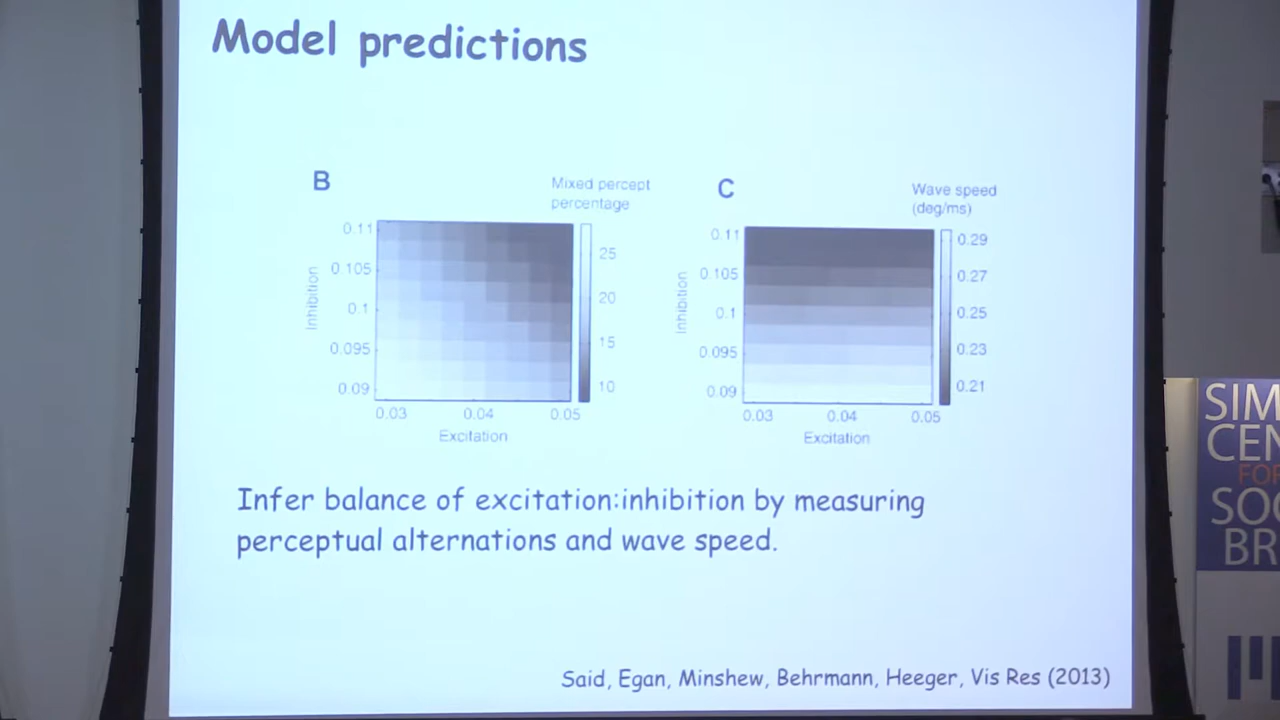 Model predictions
B
Mixed percept
percentage
0.11
0 105
0.1
0.095
0.09
Inhibition
25
20
15
10
0.03
0.04
0.05
Excitation
C
Wave speed
(deg/ms)
0.11
0.105
0.1
0.095
0.09
Inhibition
0.29
0.27
0.25
0.23
0.21
0.03
0.04
0.05
Excitation
Infer balance of excitation:inhibition by measuring
perceptual alternations and wave speed.
Said, Egan, Minshew, Behrmann, Heeger, Vis Res (2013)
SIM
CEN
FOR
SOC
BR